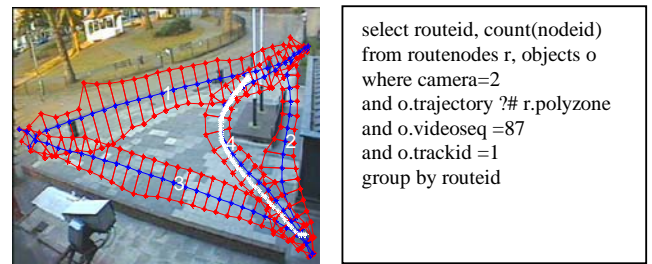 1
2
3
4
select routeid, count(nodeid)
from routenodes r, objects o
where camera=2
and o.trajectory ?# r.polyzone
and o.videoseq =87
and o.trackid =1
group by routeid